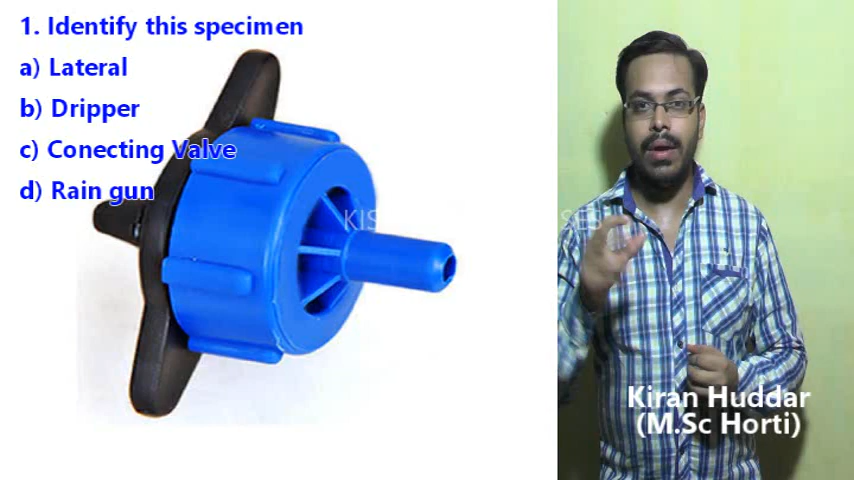 1. Identify this specimen
a) Lateral
b) Dripper
c) Conecting Valve
d) Rain gun
Kiran Huddar
(M.Sc Horti)